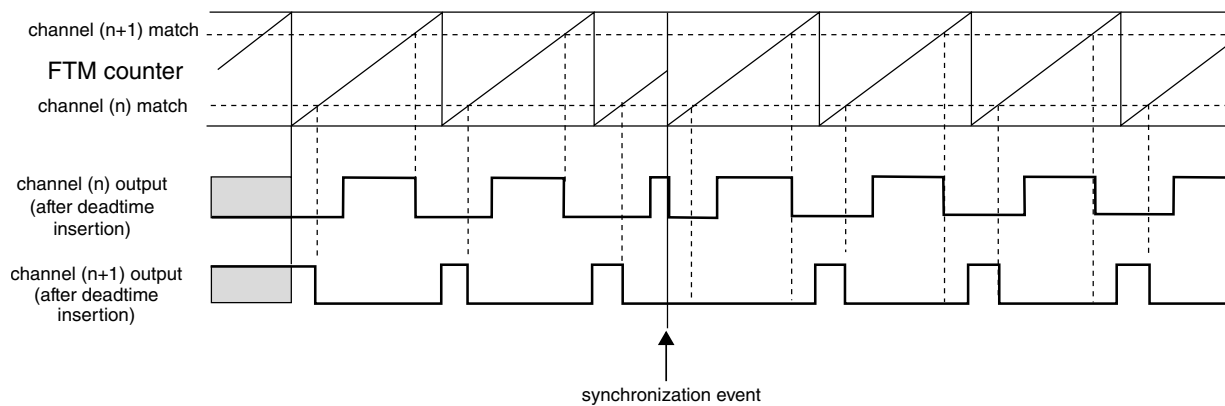 channel (n+1) match
FTM counter
channel (n) match
channel (n) output
(after deadtime
insertion)
channel (n+1) output
(after deadtime
insertion)
synchronization event